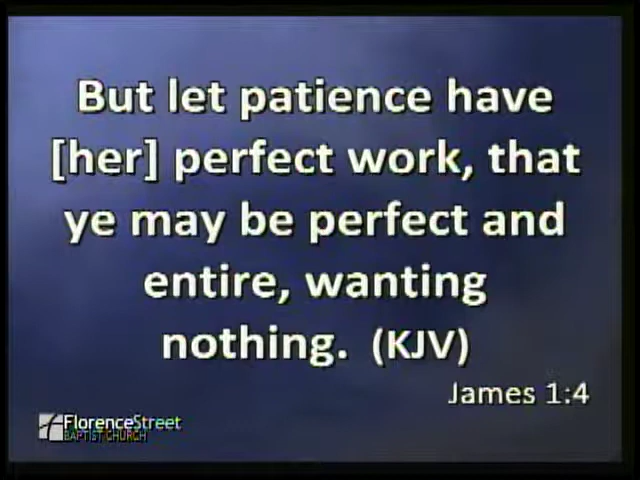 But let patience have
[her] perfect work, that
ye may be perfect and
entire, wanting
nothing. (KJV)
James 1:4
FlorenceStreet
BAPTIST CHURCH